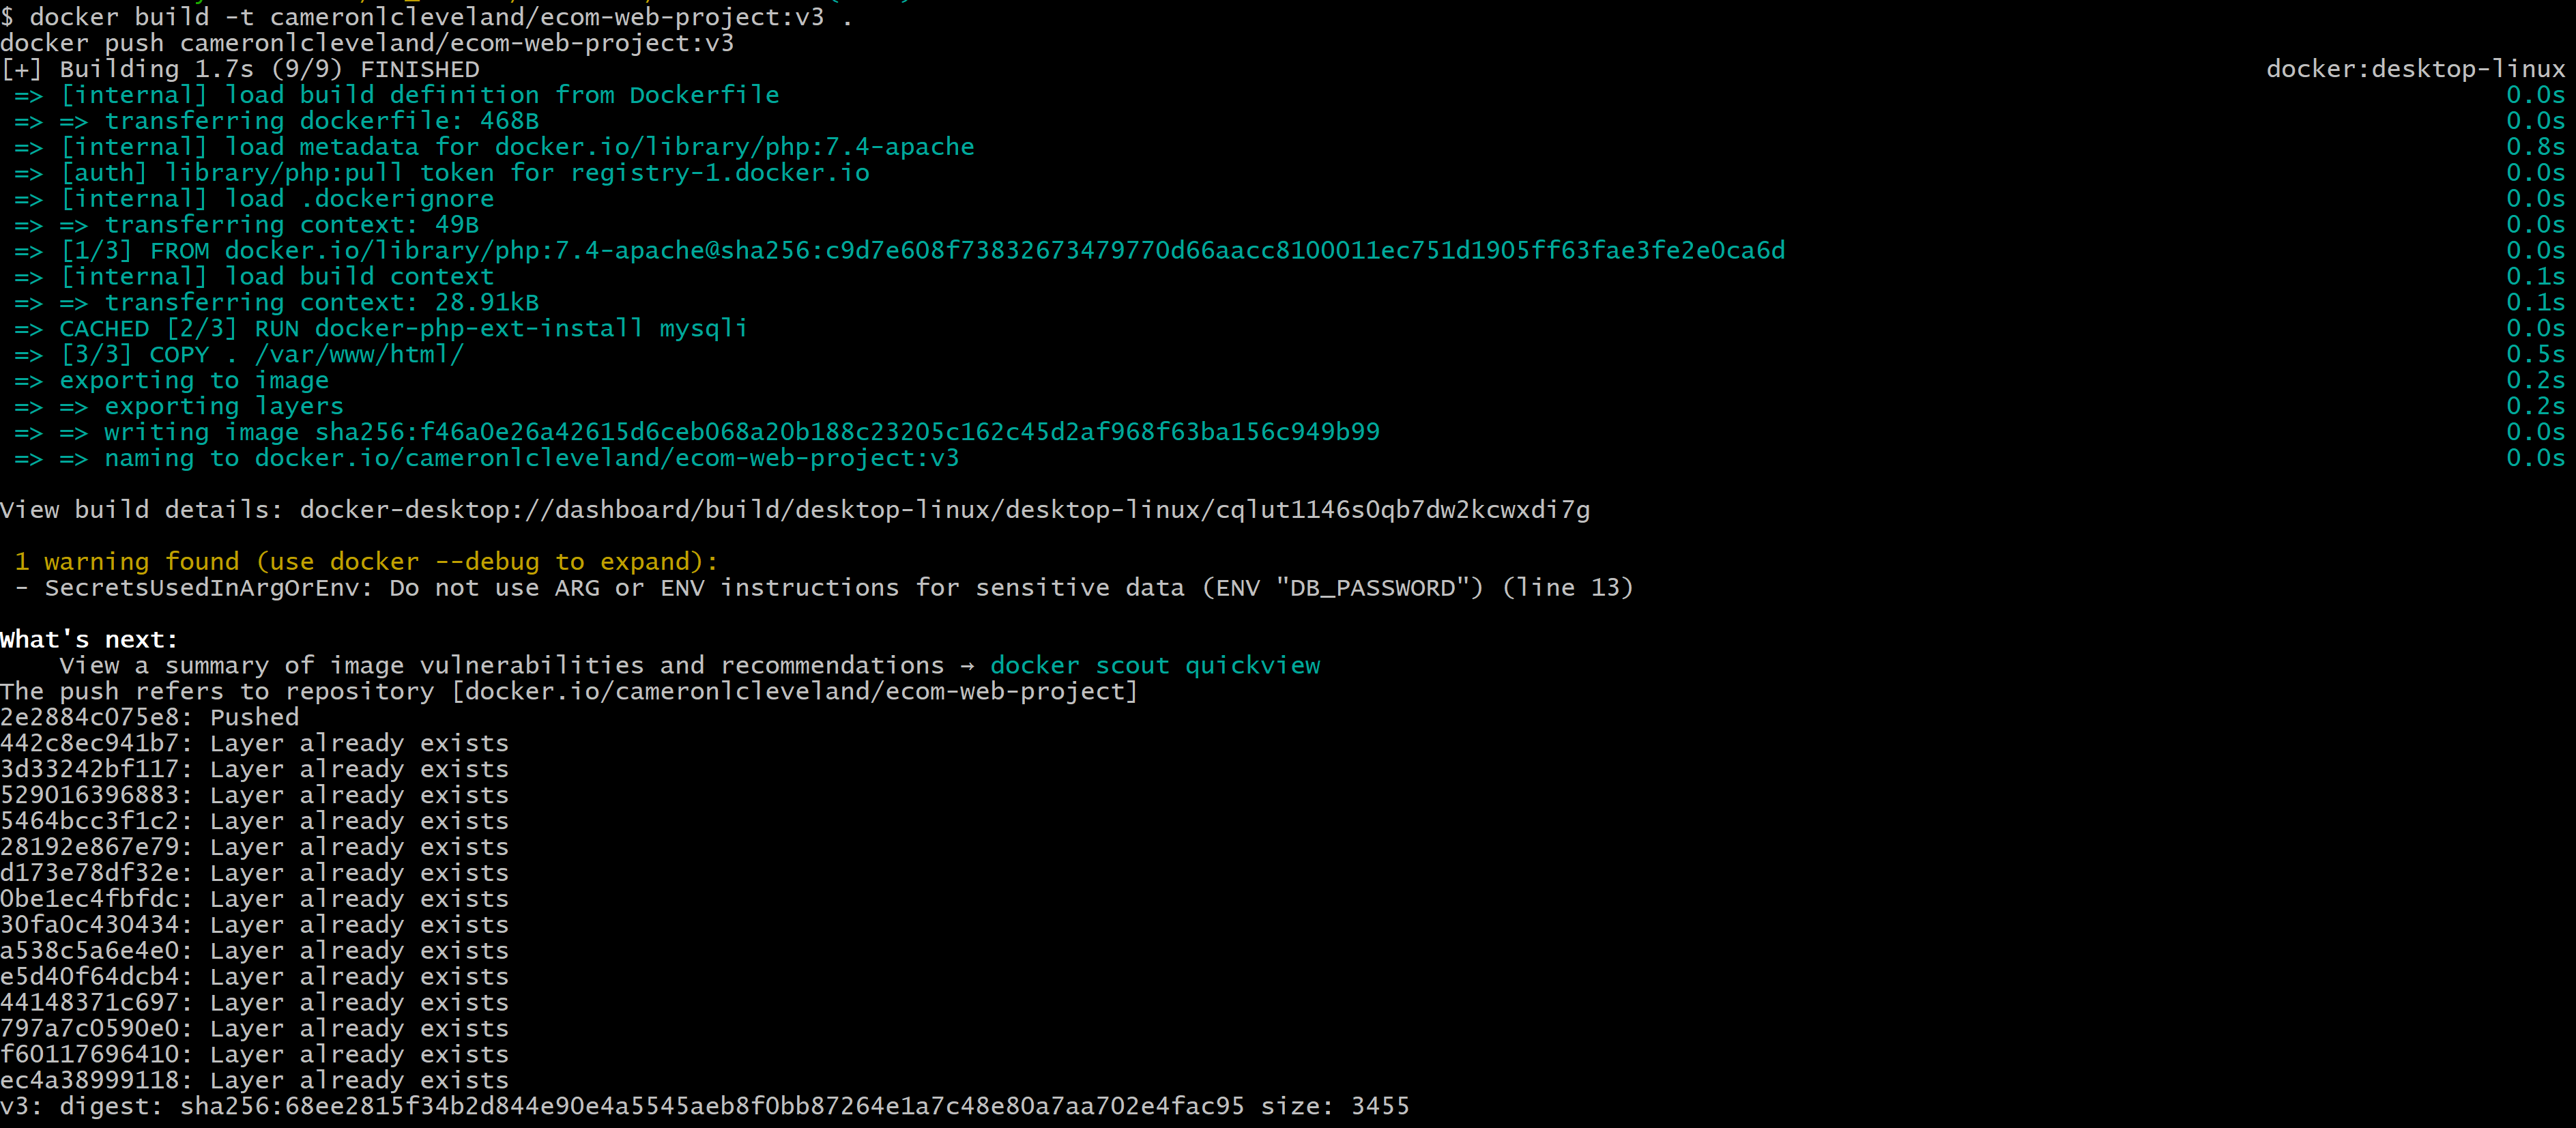 $ docker build -t cameronlcleveland/ecom-web-project:v3 .
docker push cameronlcleveland/ecom-web-project:v3
[+] Building 1.7s (9/9) FINISHED docker:desktop-linux
=> [internal] load build definition from Dockerfile 0.0s
=> => transferring dockerfile: 468B 0.0s
=> [internal] load metadata for docker.io/library/php:7.4-apache 0.8s
=> [auth] library/php:pull token for registry-1.docker.io 0.0s
=> [internal] load .dockerignore 0.0s
=> => transferring context: 49B 0.0s
=> [1/3] FROM docker.io/library/php:7.4-apache@sha256:c9d7e608f73832673479770d66aacc8100011ec751d1905ff63fae3fe2e0ca6d 0.0s
=> [internal] load build context 0.1s
=> => transferring context: 28.91kB 0.1s
=> CACHED [2/3] RUN docker-php-ext-install mysqli 0.0s
=> [3/3] COPY . /var/www/html/ 0.5s
=> exporting to image 0.2s
=> => exporting layers 0.2s
=> => writing image sha256:f46a0e26a42615d6ceb068a20b188c23205c162c45d2af968f63ba156c949b99 0.0s
=> => naming to docker.io/cameronlcleveland/ecom-web-project:v3 0.0s
View build details: docker-desktop://dashboard/build/desktop-linux/desktop-linux/cqlut1146s0qb7dw2kcwxdi7g
1 warning found (use docker --debug to expand):
- SecretsUsedInArgOrEnv: Do not use ARG or ENV instructions for sensitive data (ENV "DB_PASSWORD") (line 13)
What's next:
View a summary of image vulnerabilities and recommendations → docker scout quickview
The push refers to repository [docker.io/cameronlcleveland/ecom-web-project]
2e2884c075e8: Pushed
442c8ec941b7: Layer already exists
3d33242bf117: Layer already exists
529016396883: Layer already exists
5464bcc3f1c2: Layer already exists
28192e867e79: Layer already exists
d173e78df32e: Layer already exists
0be1ec4fbfdc: Layer already exists
30fa0c430434: Layer already exists
a538c5a6e4e0: Layer already exists
e5d40f64dcb4: Layer already exists
44148371c697: Layer already exists
797a7c0590e0: Layer already exists
f60117696410: Layer already exists
ec4a38999118: Layer already exists
v3: digest: sha256:68ee2815f34b2d844e90e4a5545aeb8f0bb87264e1a7c48e80a7aa702e4fac95 size: 3455